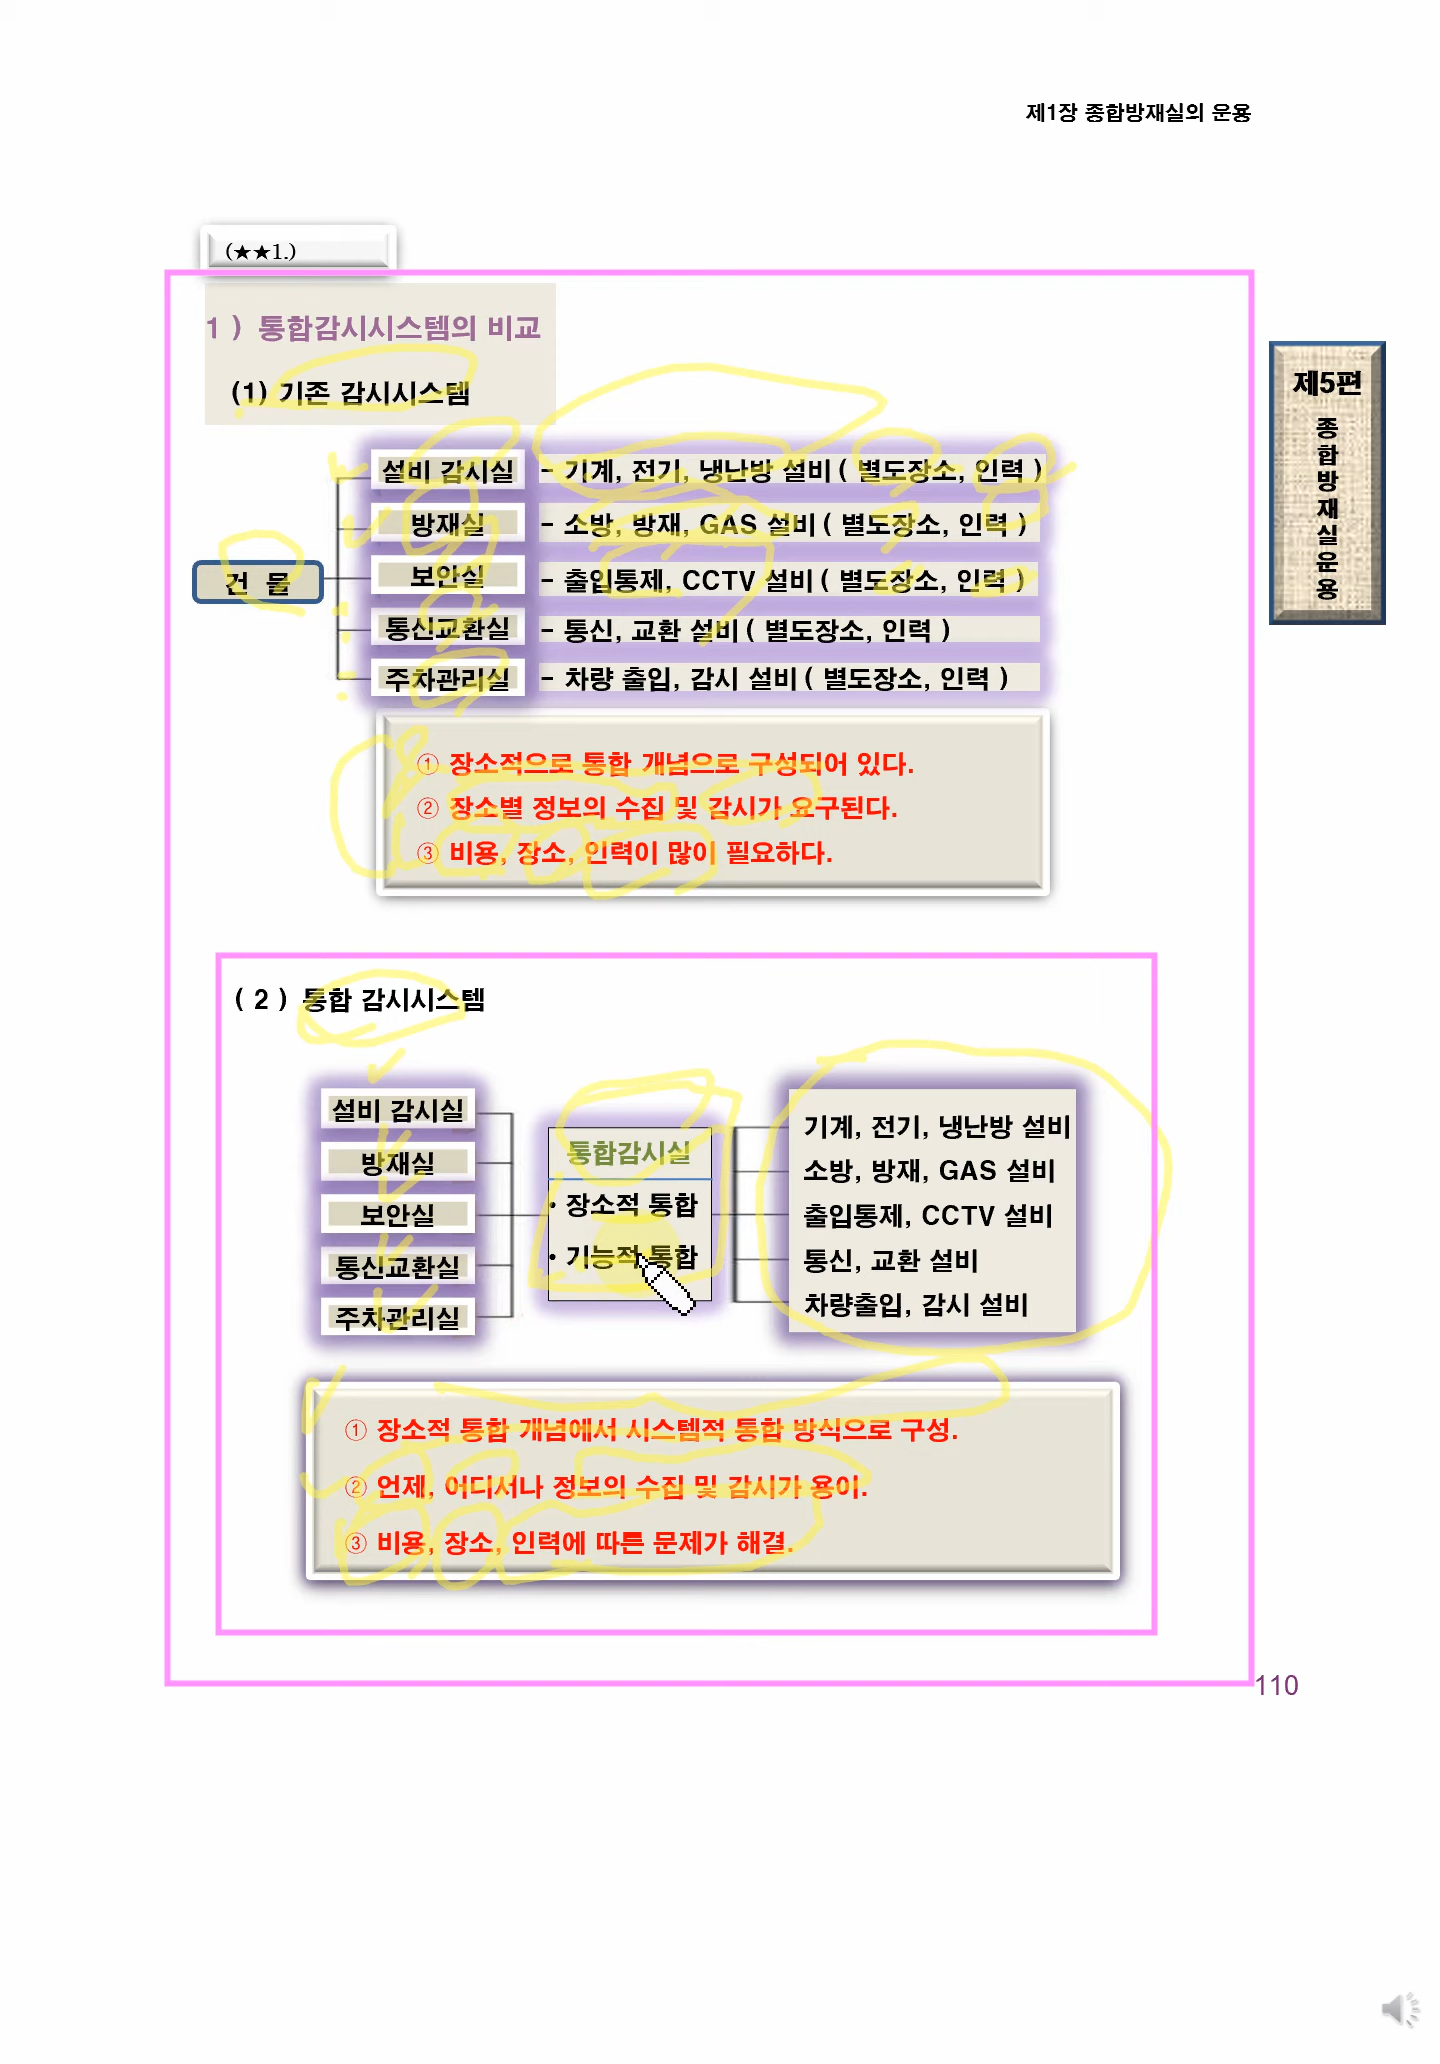 제1장 종합방재실의 운용
(★★1.)
1 ) 통합감시시스템의 비교
(1) 기존 감시시스템
건 물
설비 감시실 - 기계, 전기, 냉난방 설비 ( 별도장소, 인력 )
방재실 - 소방, 방재, GAS 설비 ( 별도장소, 인력 )
보안실 - 출입통제, CCTV 설비 ( 별도장소, 인력 )
통신교환실 - 통신, 교환 설비 ( 별도장소, 인력 )
주차관리실 - 차량 출입, 감시 설비 ( 별도장소, 인력 )
① 장소적으로 통합 개념으로 구성되어 있다.
② 장소별 정보의 수집 및 감시가 요구된다.
③ 비용, 장소, 인력이 많이 필요하다.
( 2 ) 통합 감시시스템
설비 감시실
방재실
보안실
통신교환실
주차관리실
통합감시실
• 장소적 통합
• 기능적 통합
기계, 전기, 냉난방 설비
소방, 방재, GAS 설비
출입통제, CCTV 설비
통신, 교환 설비
차량출입, 감시 설비
① 장소적 통합 개념에서 시스템적 통합 방식으로 구성.
② 언제, 어디서나 정보의 수집 및 감시가 용이.
③ 비용, 장소, 인력에 따른 문제가 해결.
제5편
종합방재실운용
110